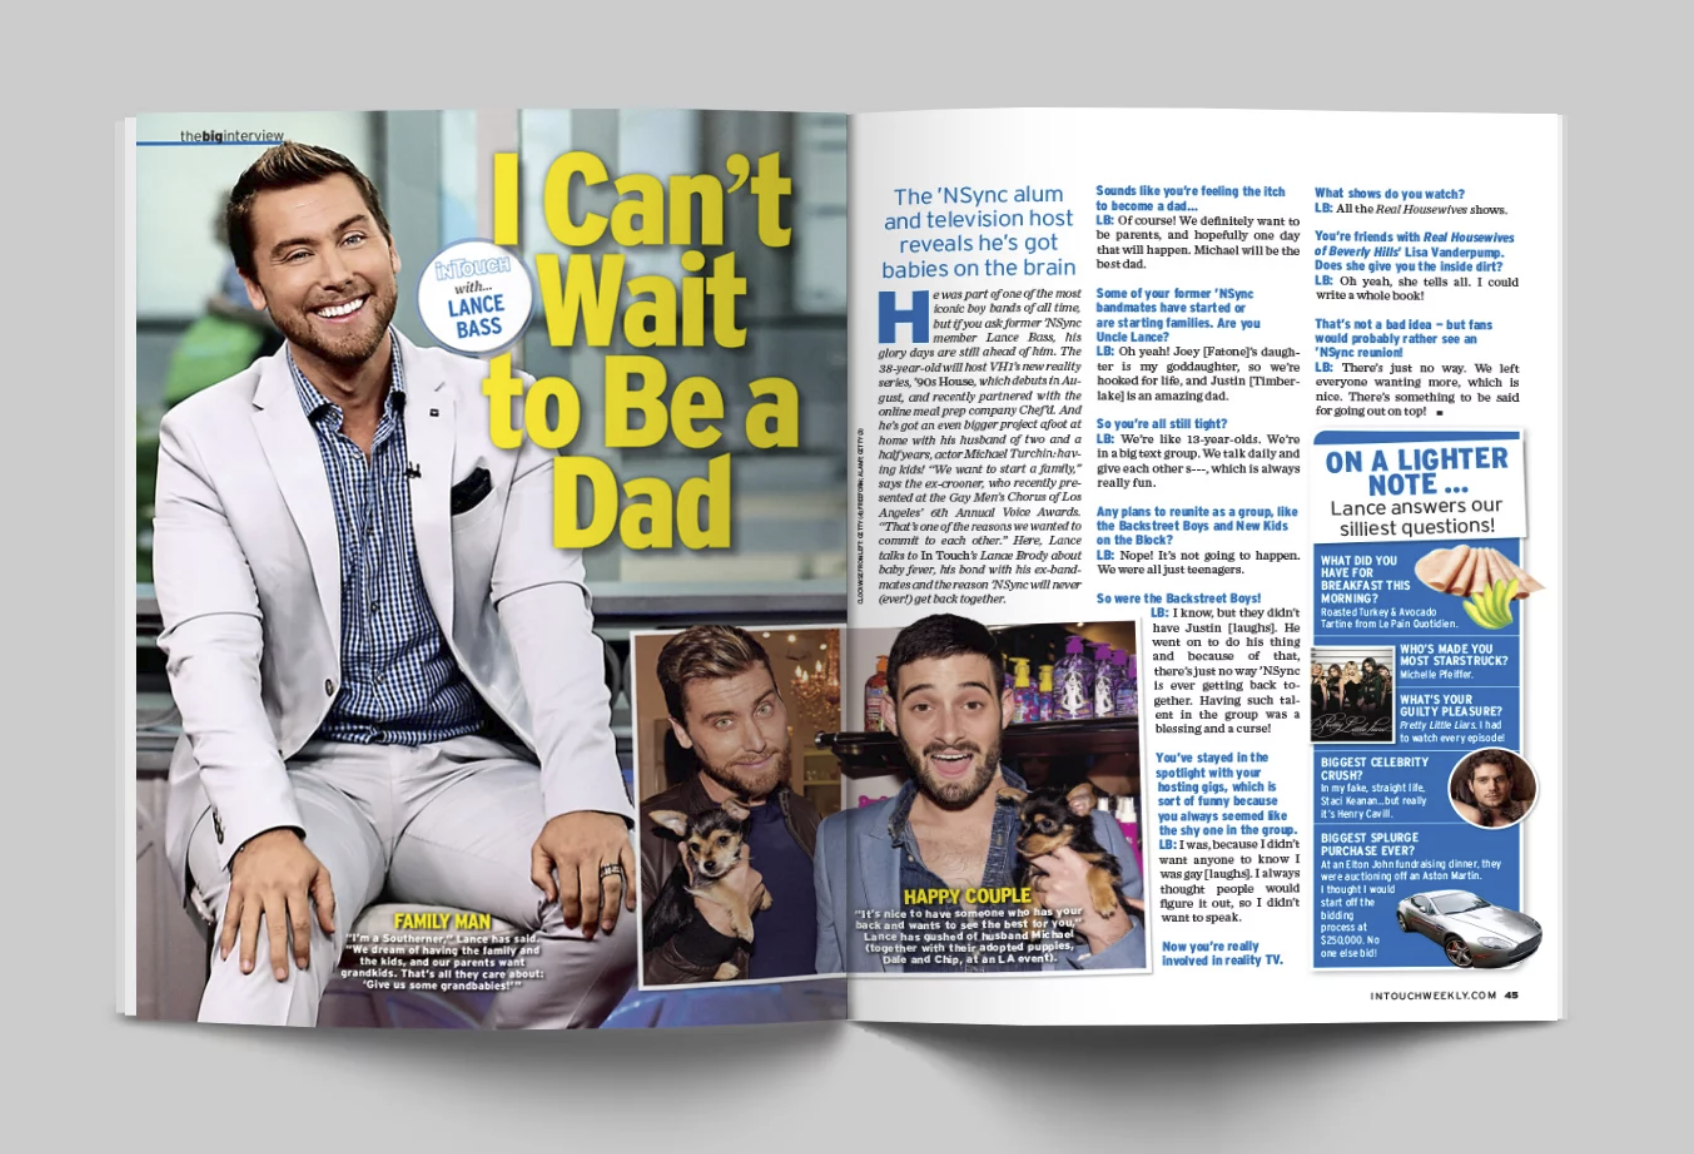 thebiginterview
I Can't
Wait
to Be a
Dad
INTOUCH
with...
LANCE
BASS
FAMILY MAN
"I'm a Southerner," Lance has said.
"We dream of having the family and
the kids, and our parents want
grandkids. That's all they care about:
'Give us some grandbabies!'"
The 'NSync alum
and television host
reveals he's got
babies on the brain
He was part of one of the most
iconic boy bands of all time,
but if you ask former 'NSync
member Lance Bass, his
glory days are still ahead of him. The
38-year-old will host VH1's new reality
series, '90s House, which debuts in Au-
gust, and recently partnered with the
online meal prep company Chef'd. And
he's got an even bigger project afoot at
home with his husband of two and a
half years, actor Michael Turchin: hav-
ing kids! "We want to start a family,"
says the ex-crooner, who recently pre-
sented at the Gay Men's Chorus of Los
Angeles' 6th Annual Voice Awards.
"That's one of the reasons we wanted to
commit to each other." Here, Lance
talks to In Touch's Lance Brody about
baby fever, his bond with his ex-band-
mates and the reason 'NSync will never
(ever!) get back together.
HAPPY COUPLE
"It's nice to have someone who has your
back and wants to see the best for you,"
Lance has gushed of husband Michael
(together with their adopted puppies,
Dale and Chip, at an LA event).
Sounds like you're feeling the itch
to become a dad...
LB: Of course! We definitely want to
be parents, and hopefully one day
that will happen. Michael will be the
best dad.
Some of your former 'NSync
bandmates have started or
are starting families. Are you
Uncle Lance?
LB: Oh yeah! Joey [Fatone]'s daugh-
ter is my goddaughter, so we're
hooked for life, and Justin [Timber-
lake] is an amazing dad.
So you're all still tight?
LB: We're like 13-year-olds. We're
in a big text group. We talk daily and
give each other s---, which is always
really fun.
Any plans to reunite as a group, like
the Backstreet Boys and New Kids
on the Block?
LB: Nope! It's not going to happen.
We were all just teenagers.
So were the Backstreet Boys!
LB: I know, but they didn't
have Justin [laughs]. He
went on to do his thing
and because of that,
there's just no way 'NSync
is ever getting back to-
gether. Having such tal-
ent in the group was a
blessing and a curse!
You've stayed in the
spotlight with your
hosting gigs, which is
sort of funny because
you always seemed like
the shy one in the group.
LB: I was, because I didn't
want anyone to know I
was gay [laughs]. I always
thought people would
figure it out, so I didn't
want to speak.
Now you're really
involved in reality TV.
What shows do you watch?
LB: All the Real Housewives shows.
You're friends with Real Housewives
of Beverly Hills' Lisa Vanderpump.
Does she give you the inside dirt?
LB: Oh yeah, she tells all. I could
write a whole book!
That's not a bad idea – but fans
would probably rather see an
'NSync reunion!
LB: There's just no way. We left
everyone wanting more, which is
nice. There's something to be said
for going out on top!
ON A LIGHTER
NOTE ...
Lance answers our
silliest questions!
WHAT DID YOU
HAVE FOR
BREAKFAST THIS
MORNING?
Roasted Turkey & Avocado
Tartine from Le Pain Quotidien.
WHO'S MADE YOU
MOST STARSTRUCK?
Michelle Pfeiffer.
WHAT'S YOUR
GUILTY PLEASURE?
Pretty Little Liars. I had
to watch every episode!
BIGGEST CELEBRITY
CRUSH?
In my fake, straight life,
Staci Keanan...but really
it's Henry Cavill.
BIGGEST SPLURGE
PURCHASE EVER?
At an Elton John fundraising dinner, they
were auctioning off an Aston Martin.
I thought I would
start off the
bidding
process at
$250,000. No
one else bid!
INTOUCHWEEKLY.COM 45